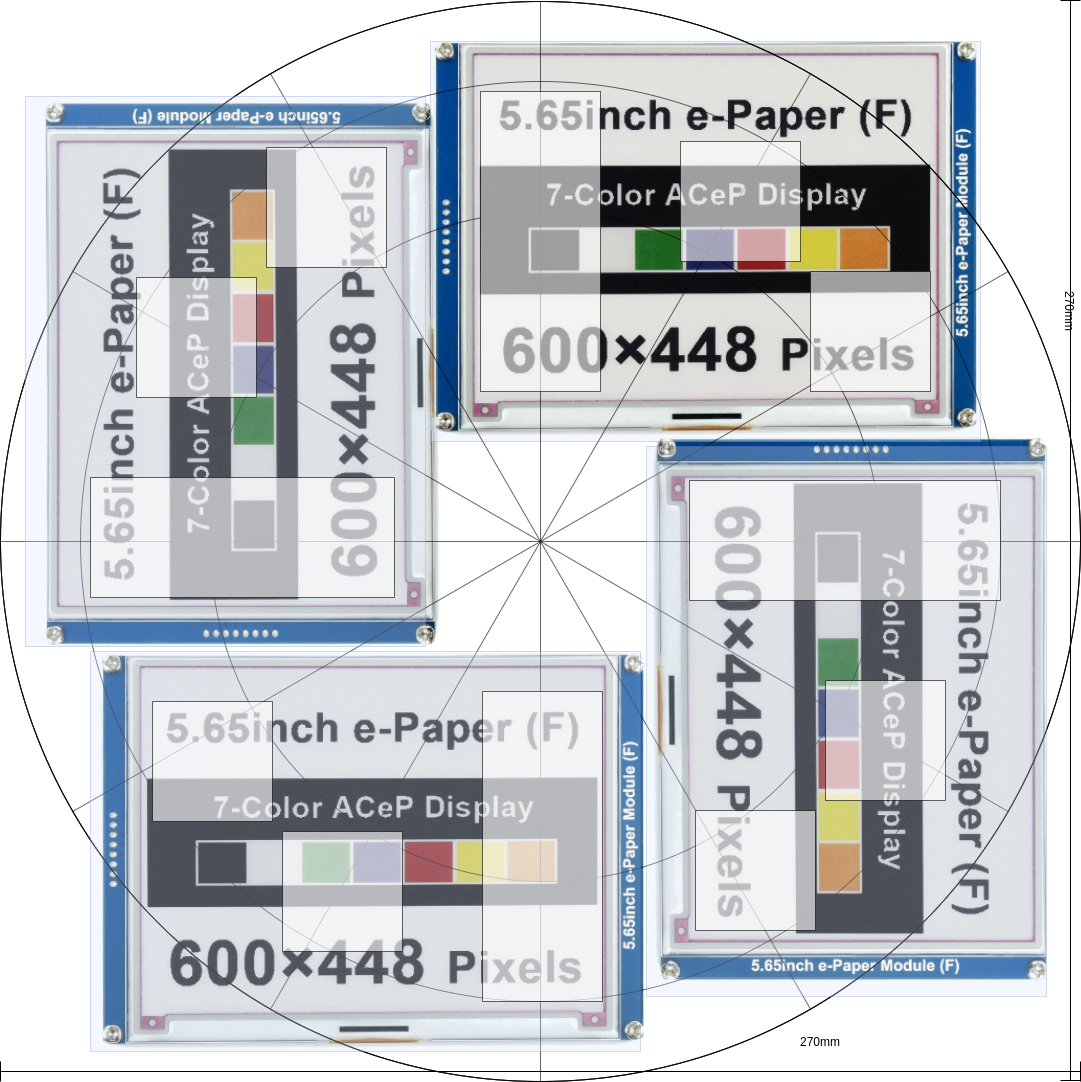 5.65inch e-Paper (F)
7-Color ACeP Display
600×448 Pixels
5.65inch e-Paper Module (F)
5.65inch e-Paper Module (F)
5.65inch e-Paper (F)
7-Color ACeP Display
600×448 Pixels
270mm
5.65inch e-Paper (F)
7-Color ACeP Display
600×448 Pixels
5.65inch e-Paper Module (F)
5.65inch e-Paper (F)
7-Color ACeP Display
600×448 Pixels
5.65inch e-Paper Module (F)
270mm